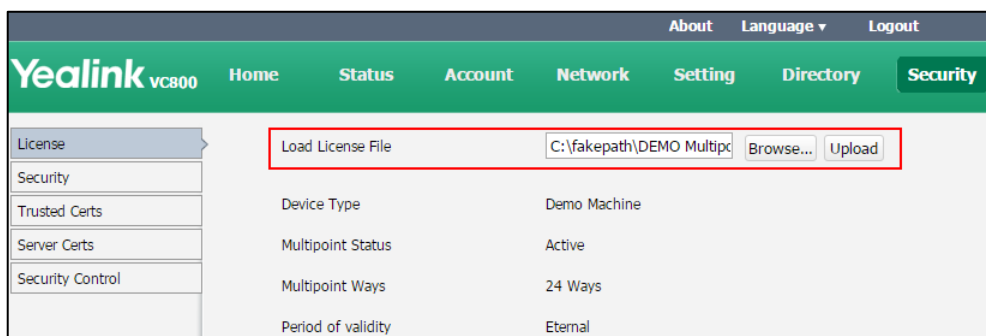 About Language ▾ Logout
Yealink VC800 Home Status Account Network Setting Directory Security
License
Security
Trusted Certs
Server Certs
Security Control
Load License File C:\fakepath\DEMO Multipc Browse... Upload
Device Type Demo Machine
Multipoint Status Active
Multipoint Ways 24 Ways
Period of validity Eternal